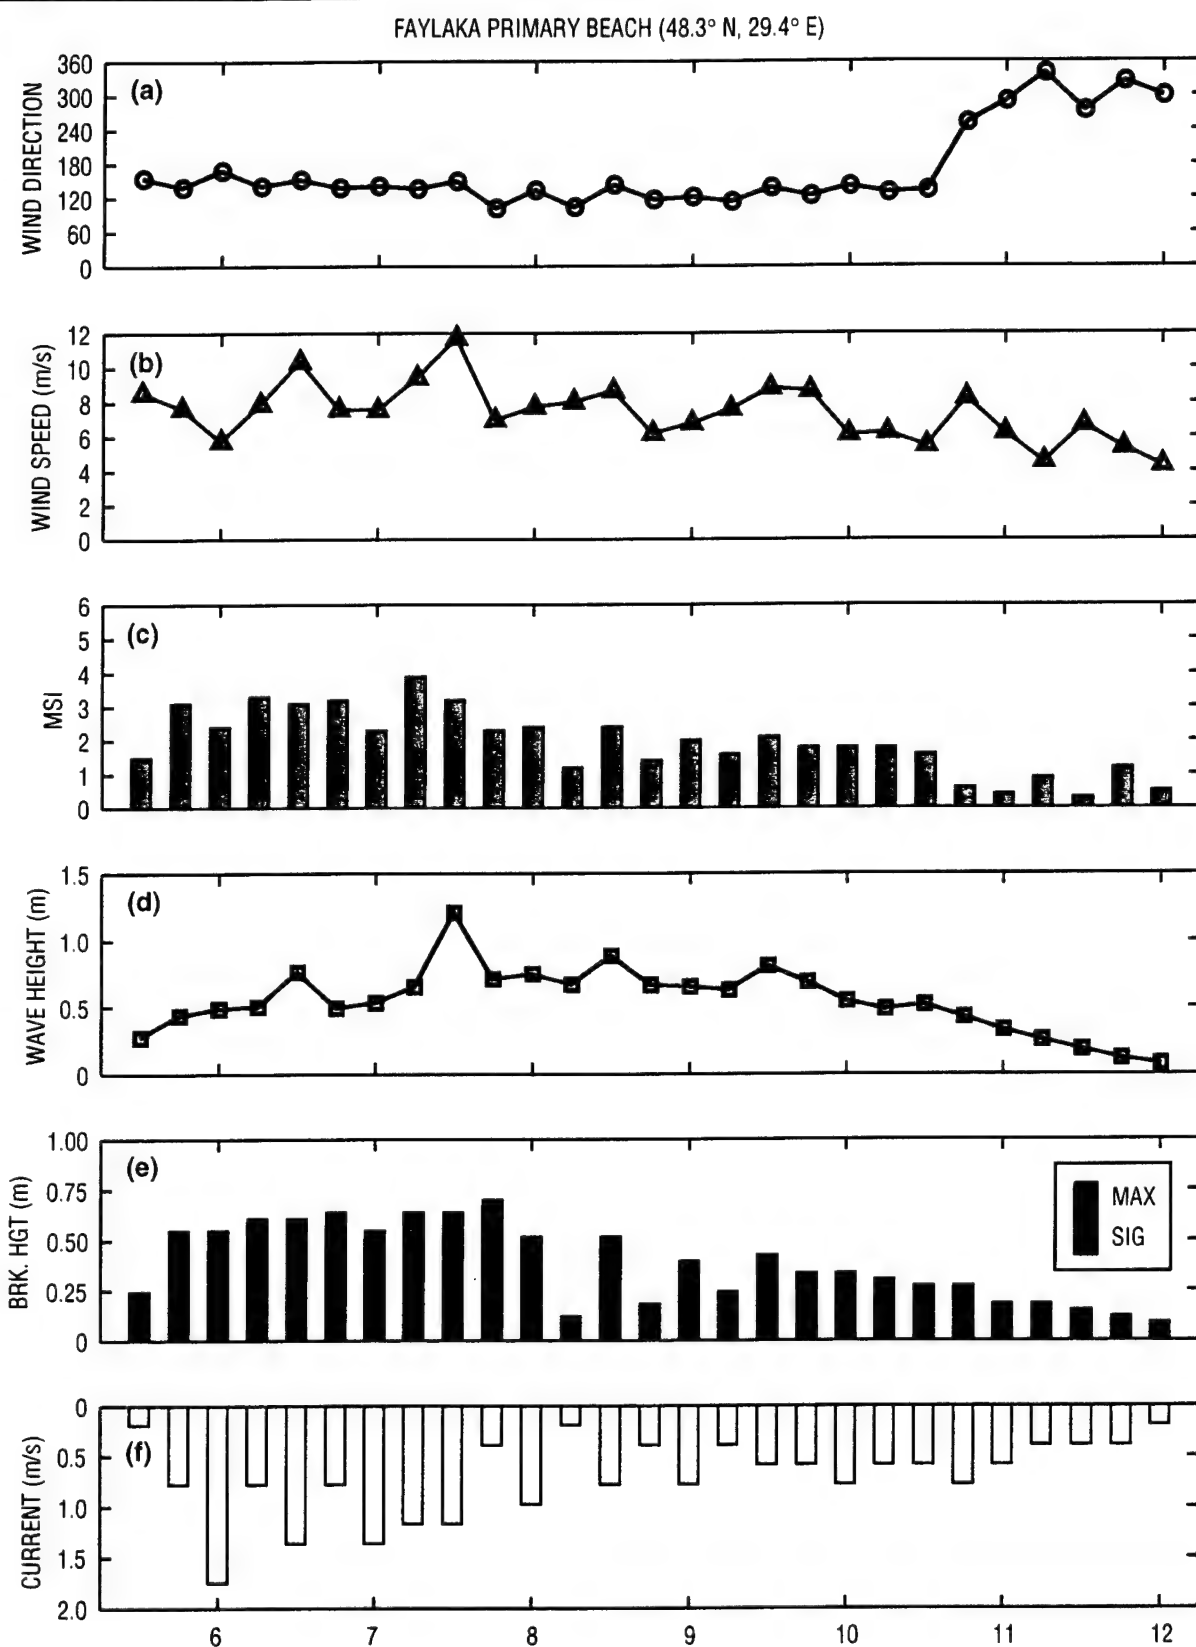 FAYLAKA PRIMARY BEACH (48.3° N, 29.4° E)
360
300
240
180
120
60
0
WIND DIRECTION
(a)
12
10
8
6
4
2
0
WIND SPEED (m/s)
(b)
6
5
4
3
2
1
0
MSI
(c)
1.5
1.0
0.5
0
WAVE HEIGHT (m)
(d)
1.00
0.75
0.50
0.25
0
BRK. HGT (m)
(e)
MAX
SIG
0
0.5
1.0
1.5
2.0
CURRENT (m/s)
(f)
6 7 8 9 10 11 12